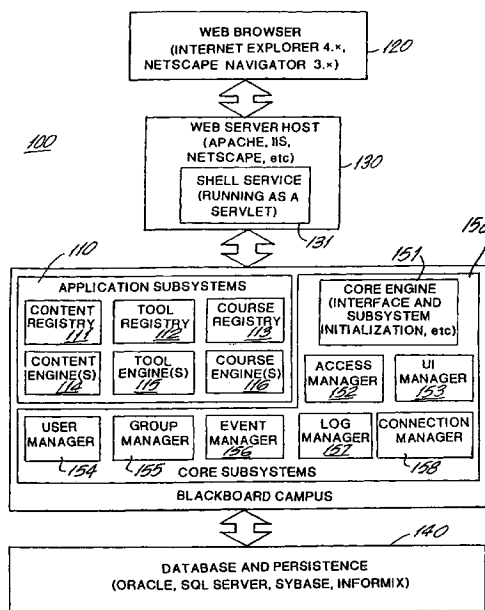 WEB BROWSER
(INTERNET EXPLORER 4.×,
NETSCAPE NAVIGATOR 3.×)
120
100
WEB SERVER HOST
(APACHE, IIS,
NETSCAPE, etc)
130
SHELL SERVICE
(RUNNING AS A
SERVLET)
131
110
151
APPLICATION SUBSYSTEMS
CONTENT REGISTRY 111
TOOL REGISTRY 112
COURSE REGISTRY 113
CORE ENGINE
(INTERFACE AND
SUBSYSTEM
INITIALIZATION, etc)
CONTENT ENGINE(S) 114
TOOL ENGINE(S) 115
COURSE ENGINE(S) 116
ACCESS MANAGER 152
UI MANAGER 153
USER MANAGER 154
GROUP MANAGER 155
EVENT MANAGER 156
LOG MANAGER 157
CONNECTION MANAGER 158
CORE SUBSYSTEMS
BLACKBOARD CAMPUS
140
DATABASE AND PERSISTENCE
(ORACLE, SQL SERVER, SYBASE, INFORMIX)